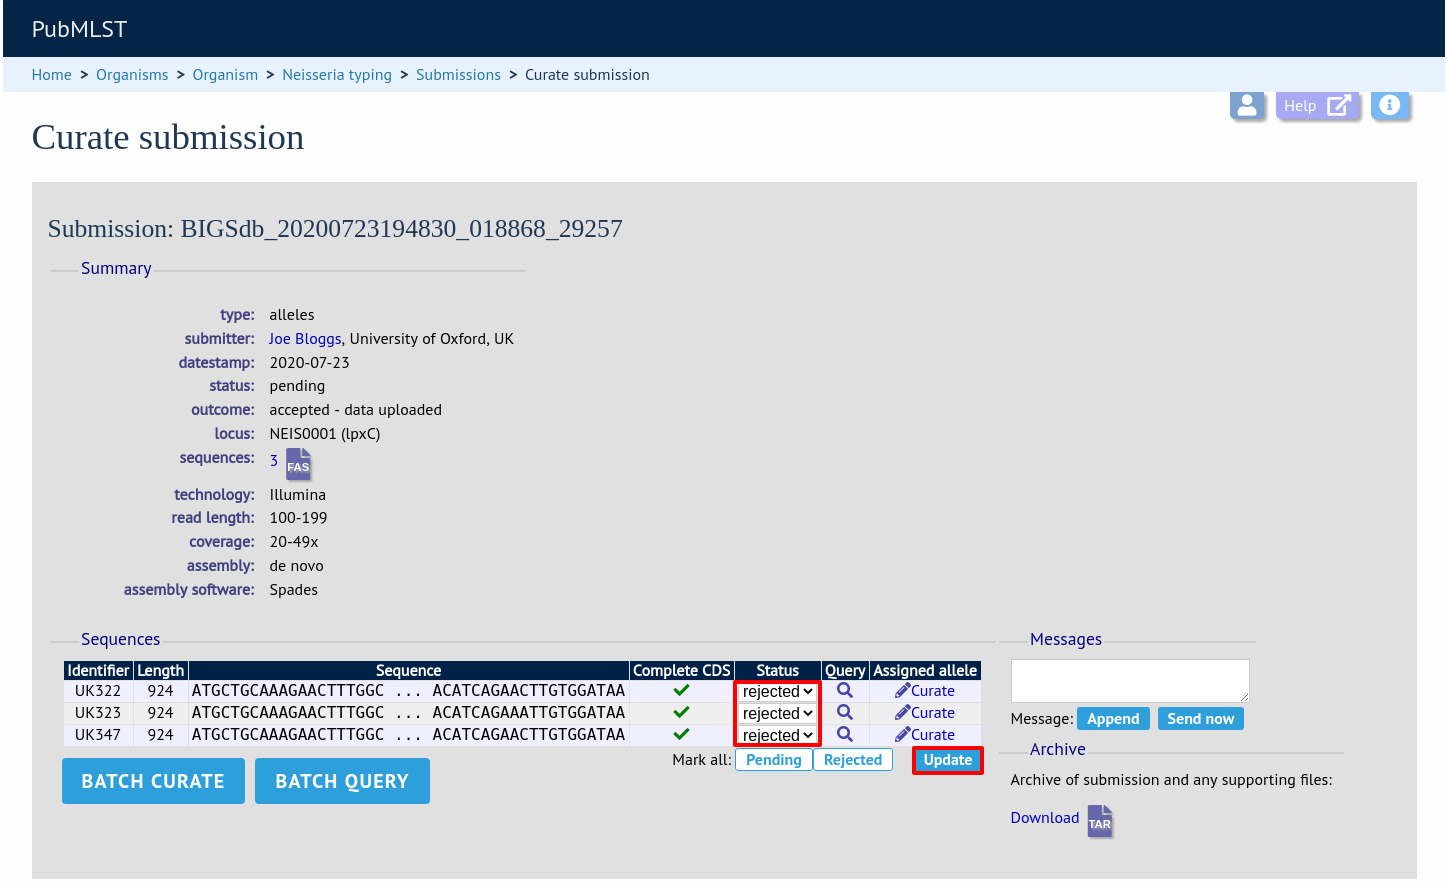 PubMLST
Home > Organisms > Organism > Neisseria typing > Submissions > Curate submission
Help
Curate submission
Submission: BIGSdb_20200723194830_018868_29257
Summary
type: alleles
submitter: Joe Bloggs, University of Oxford, UK
datestamp: 2020-07-23
status: pending
outcome: accepted - data uploaded
locus: NEIS0001 (lpxC)
sequences: 3 FAS
technology: Illumina
read length: 100-199
coverage: 20-49x
assembly: de novo
assembly software: Spades
Sequences
Identifier Length Sequence Complete CDS Status Query Assigned allele
UK322 924 ATGCTGCAAAGAACTTTGGC ... ACATCAGAACTTGTGGATAA rejected Curate
UK323 924 ATGCTGCAAAGAACTTTGGC ... ACATCAGAAATTGTGGATAA rejected Curate
UK347 924 ATGCTGCAAAGAACTTTGGC ... ACATCAGAACTTGTGGATAA rejected Curate
Mark all: Pending Rejected Update
BATCH CURATE BATCH QUERY
Messages
Message: Append Send now
Archive
Archive of submission and any supporting files:
Download TAR